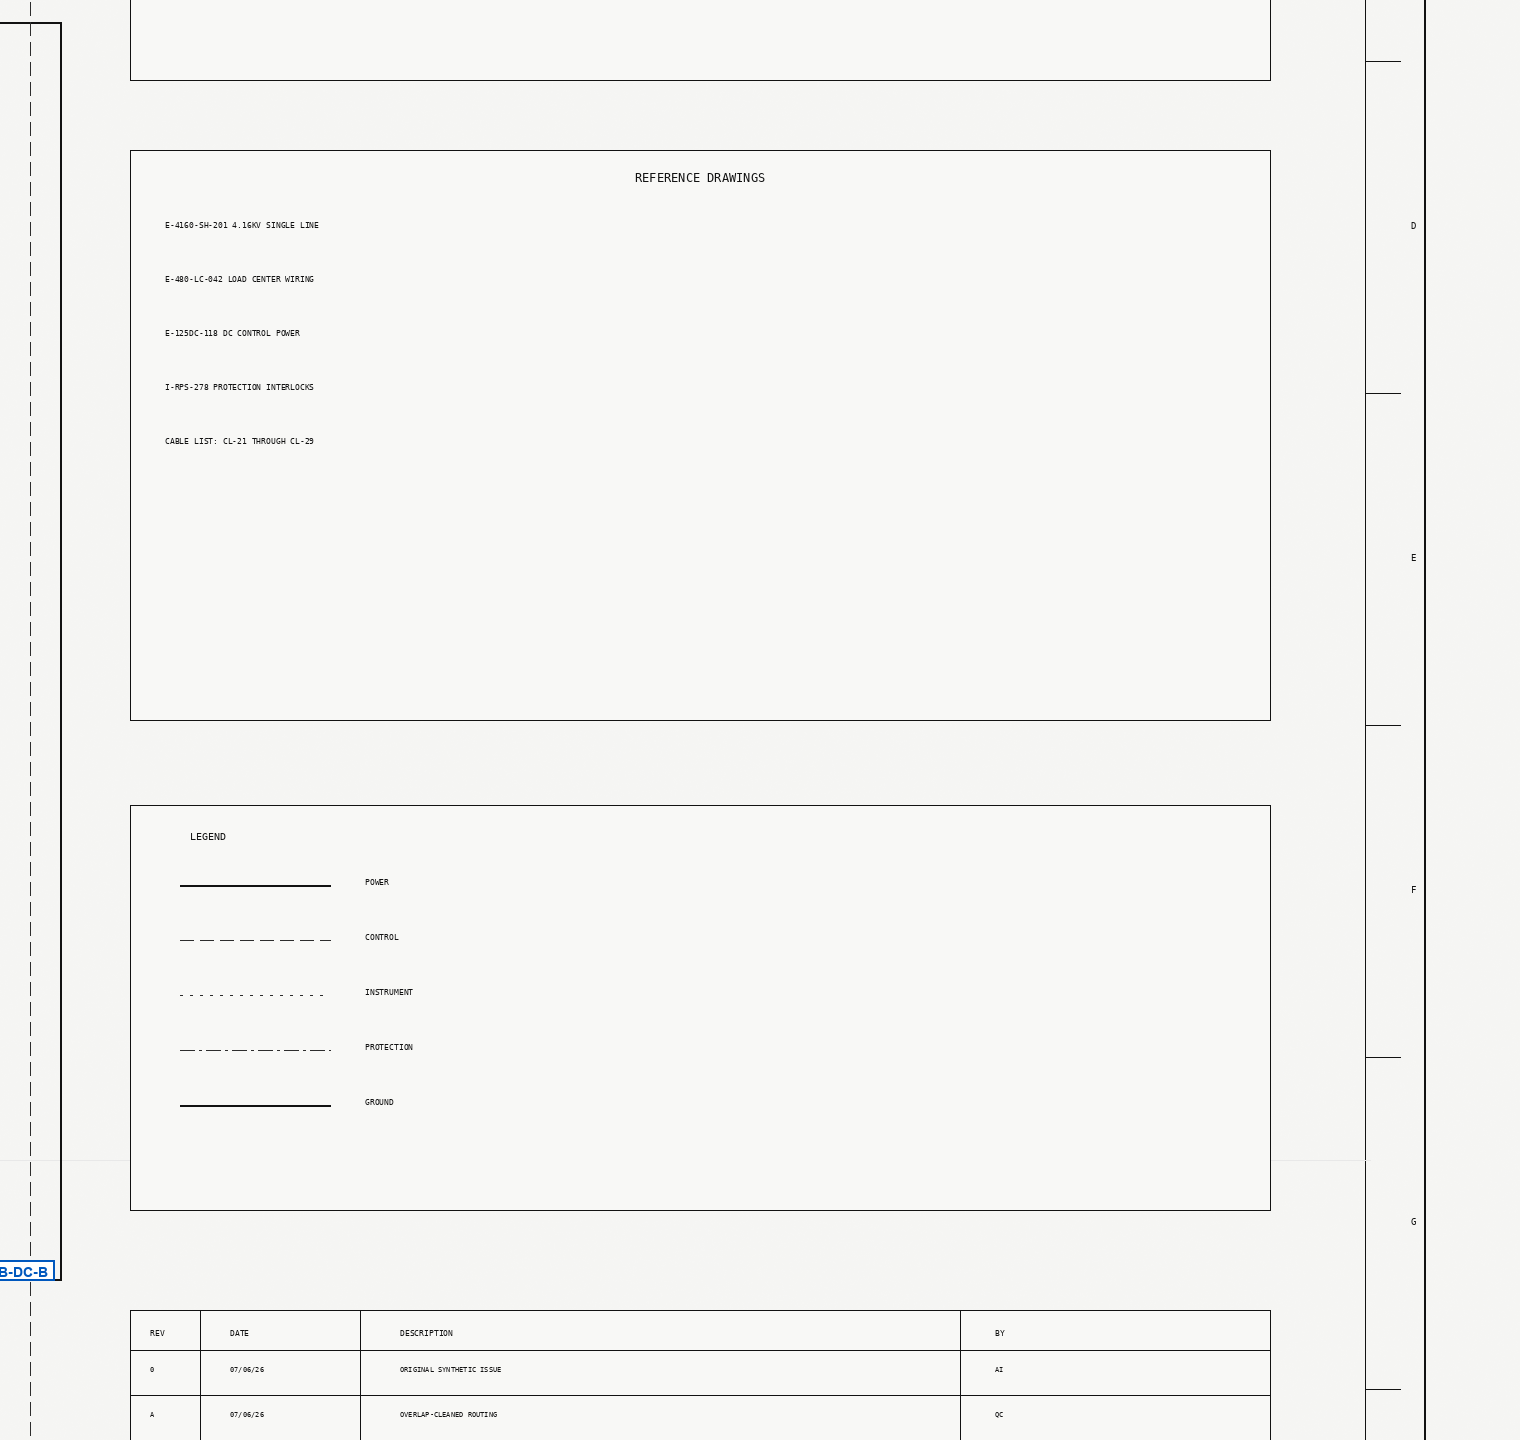 REFERENCE DRAWINGS
E-4160-SH-201 4.16KV SINGLE LINE
E-480-LC-042 LOAD CENTER WIRING
E-125DC-118 DC CONTROL POWER
I-RPS-278 PROTECTION INTERLOCKS
CABLE LIST: CL-21 THROUGH CL-29
D
E
F
G
LEGEND
POWER
CONTROL
INSTRUMENT
PROTECTION
GROUND
B-DC-B
REV DATE DESCRIPTION BY
0 07/06/26 ORIGINAL SYNTHETIC ISSUE AI
A 07/06/26 OVERLAP-CLEANED ROUTING QC